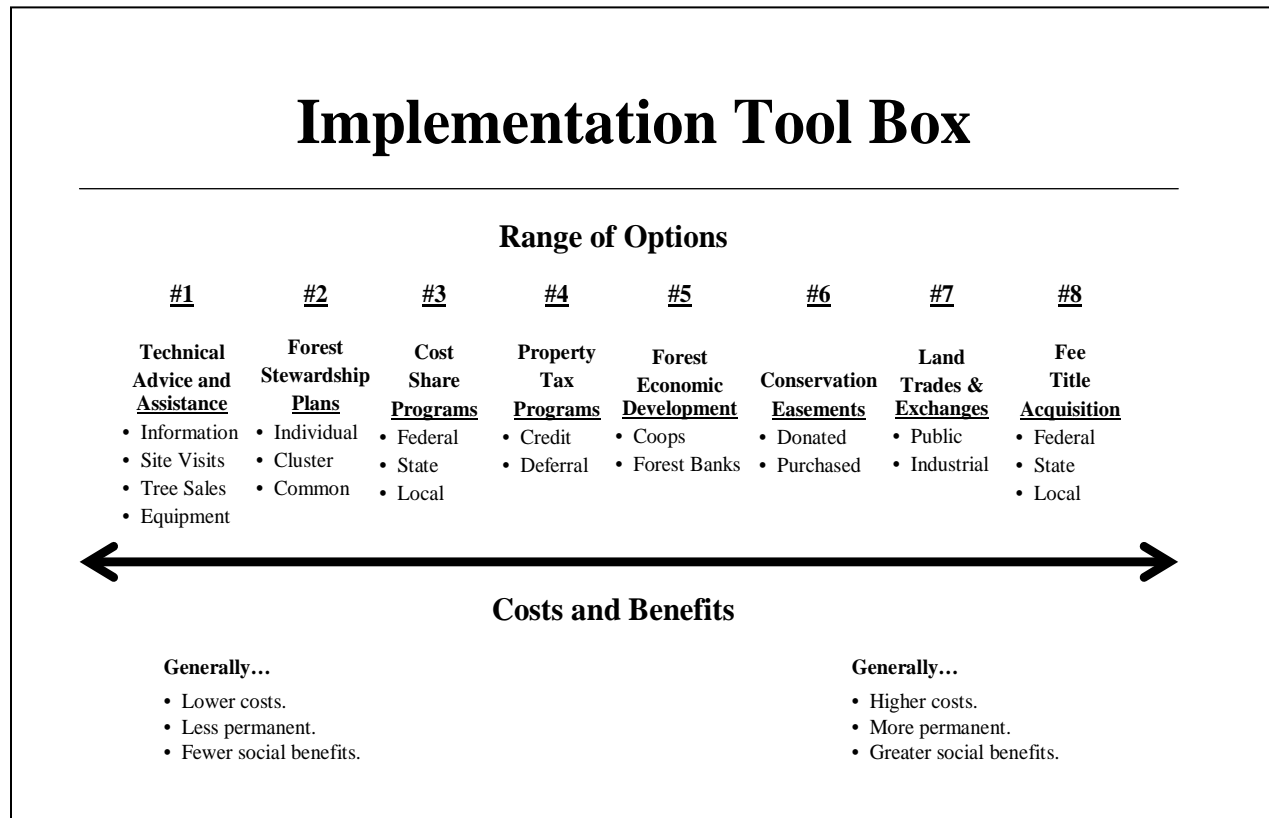 Implementation Tool Box
Range of Options
#1
Technical
Advice and
Assistance
• Information
• Site Visits
• Tree Sales
• Equipment
#2
Forest
Stewardship
Plans
• Individual
• Cluster
• Common
#3
Cost
Share
Programs
• Federal
• State
• Local
#4
Property
Tax
Programs
• Credit
• Deferral
#5
Forest
Economic
Development
• Coops
• Forest Banks
#6
Conservation
Easements
• Donated
• Purchased
#7
Land
Trades &
Exchanges
• Public
• Industrial
#8
Fee
Title
Acquisition
• Federal
• State
• Local
Costs and Benefits
Generally…
• Lower costs.
• Less permanent.
• Fewer social benefits.
Generally…
• Higher costs.
• More permanent.
• Greater social benefits.